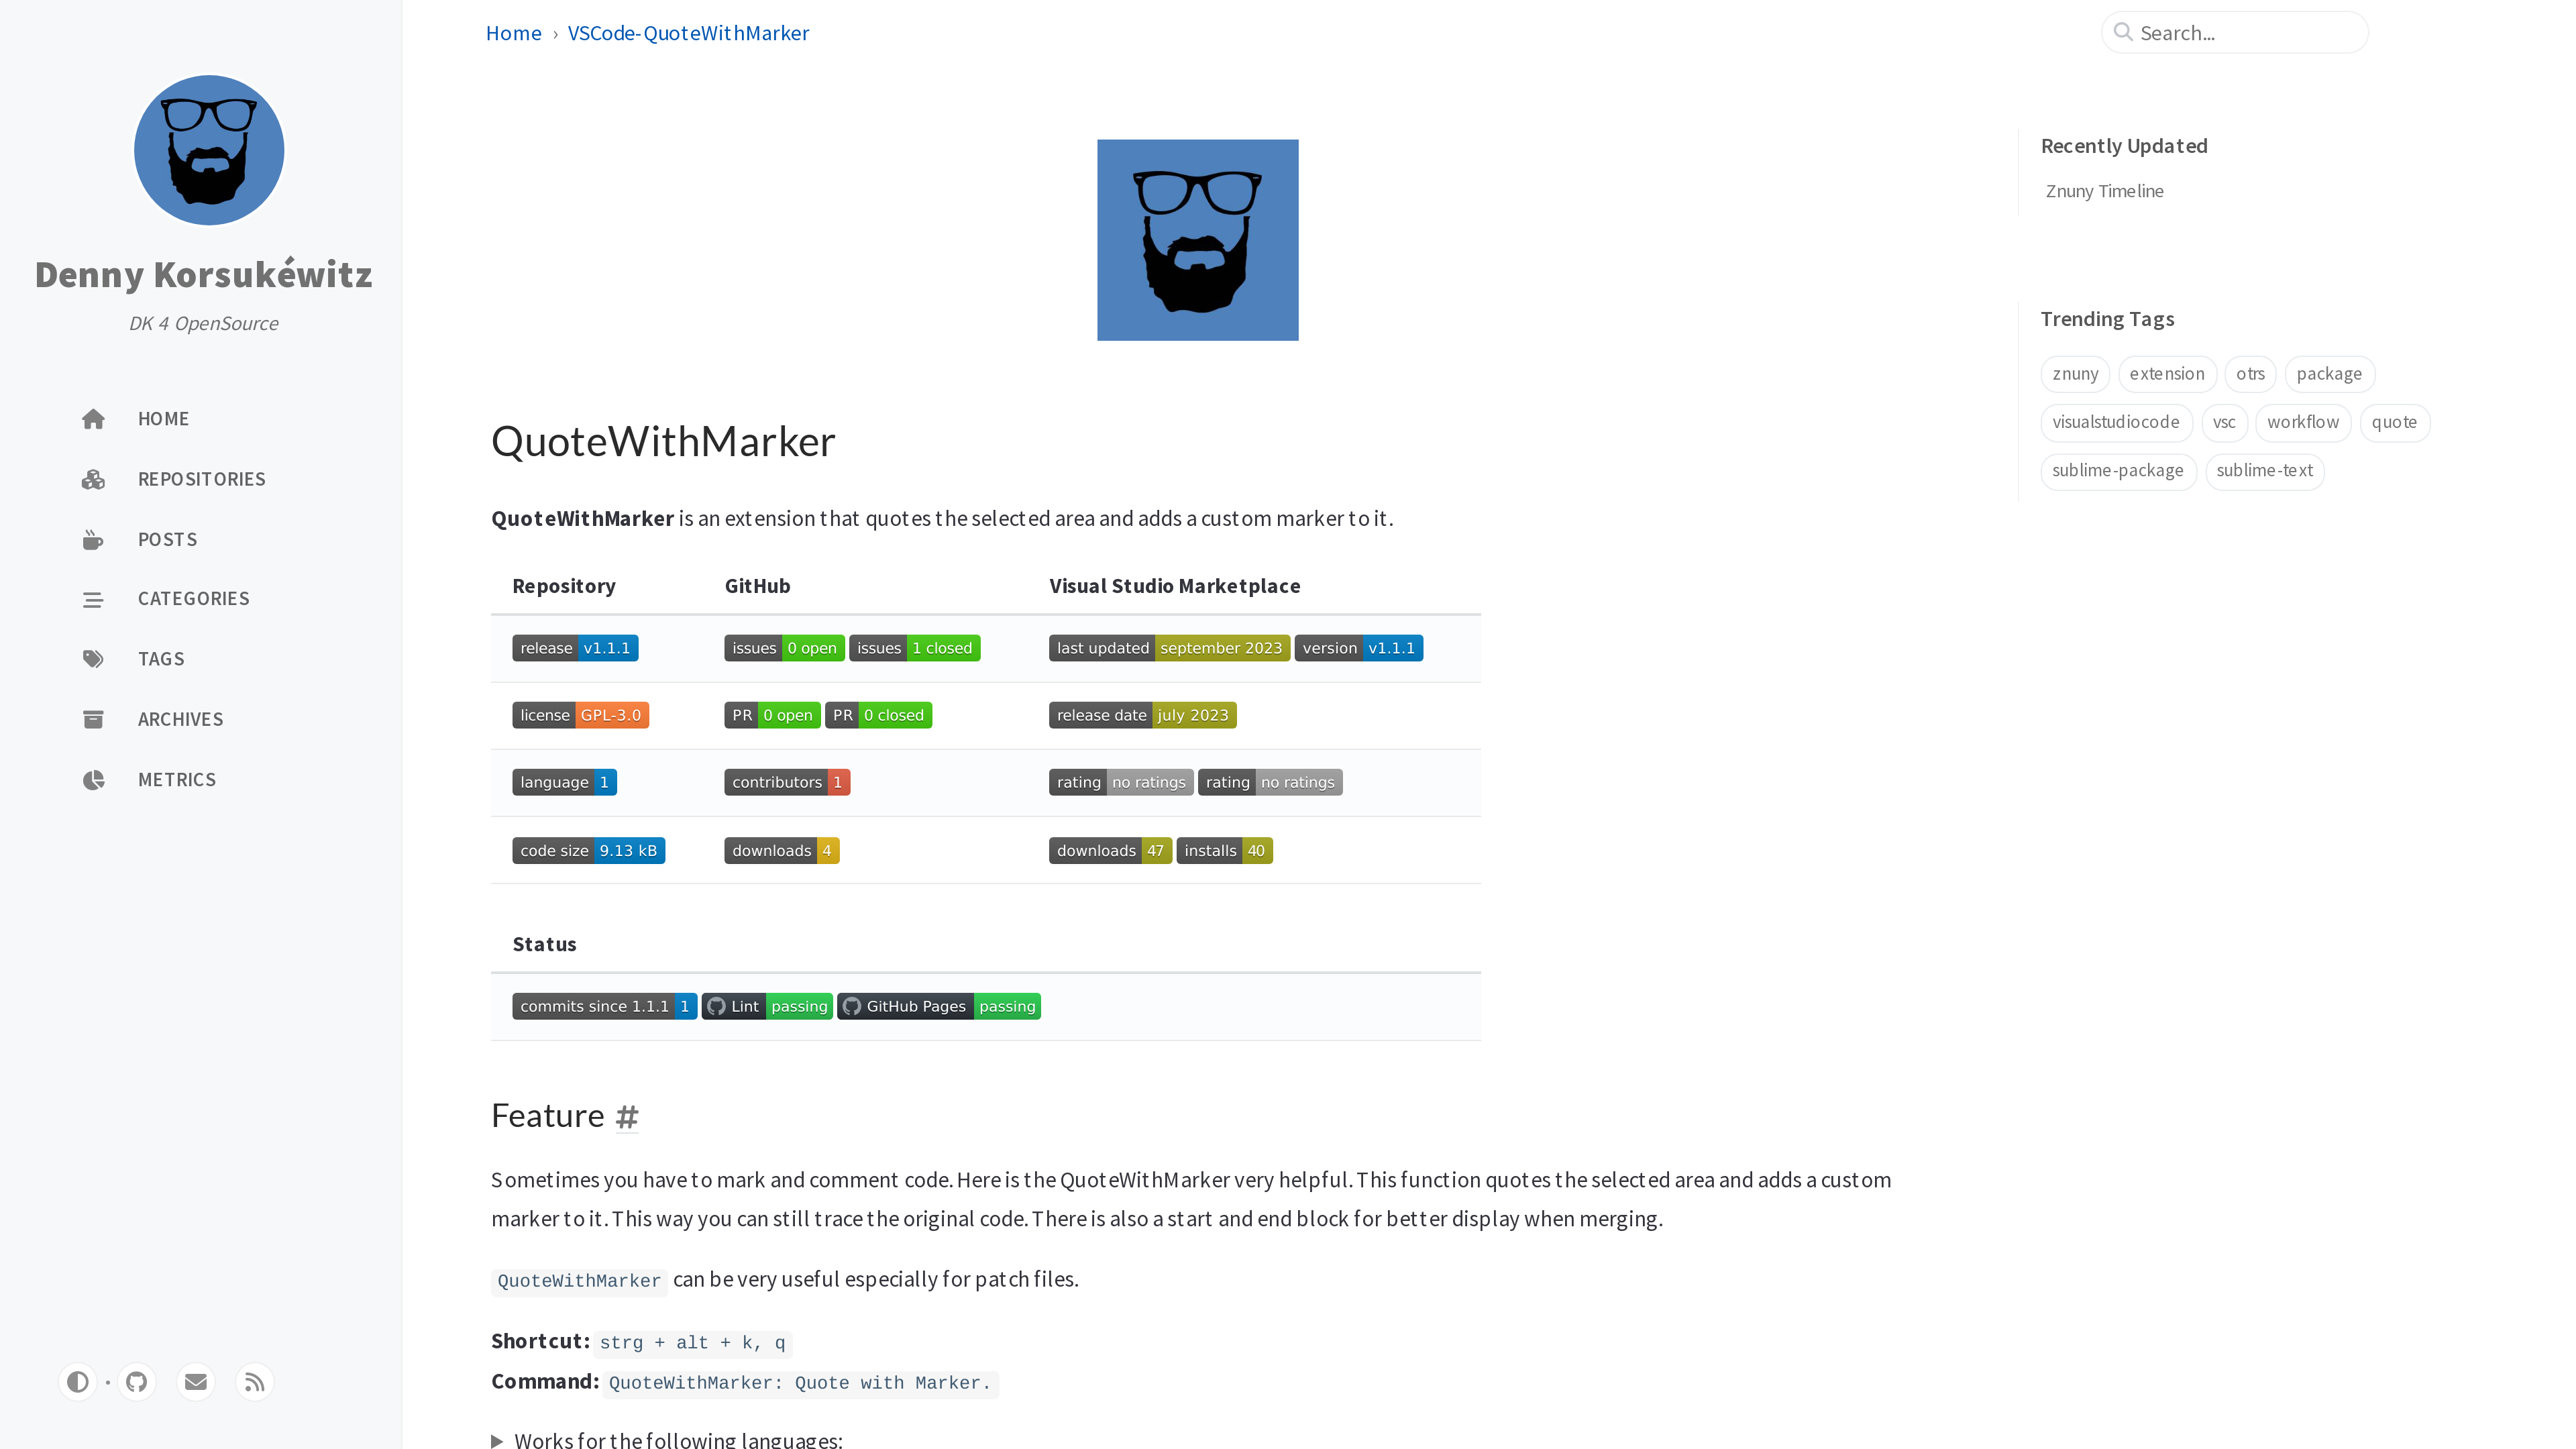 Denny Korsukéwitz
DK 4 OpenSource
HOME
REPOSITORIES
POSTS
CATEGORIES
TAGS
ARCHIVES
METRICS
Home › VSCode-QuoteWithMarker
Search...
QuoteWithMarker
QuoteWithMarker is an extension that quotes the selected area and adds a custom marker to it.
Repository GitHub Visual Studio Marketplace
release v1.1.1 issues 0 open issues 1 closed last updated september 2023 version v1.1.1
license GPL-3.0 PR 0 open PR 0 closed release date july 2023
language 1 contributors 1 rating no ratings rating no ratings
code size 9.13 kB downloads 4 downloads 47 installs 40
Status
commits since 1.1.1 1 Lint passing GitHub Pages passing
Feature #
Sometimes you have to mark and comment code. Here is the QuoteWithMarker very helpful. This function quotes the selected area and adds a custom
marker to it. This way you can still trace the original code. There is also a start and end block for better display when merging.
QuoteWithMarker can be very useful especially for patch files.
Shortcut: strg + alt + k, q
Command: QuoteWithMarker: Quote with Marker.
Works for the following languages:
Recently Updated
Znuny Timeline
Trending Tags
znuny extension otrs package
visualstudiocode vsc workflow quote
sublime-package sublime-text